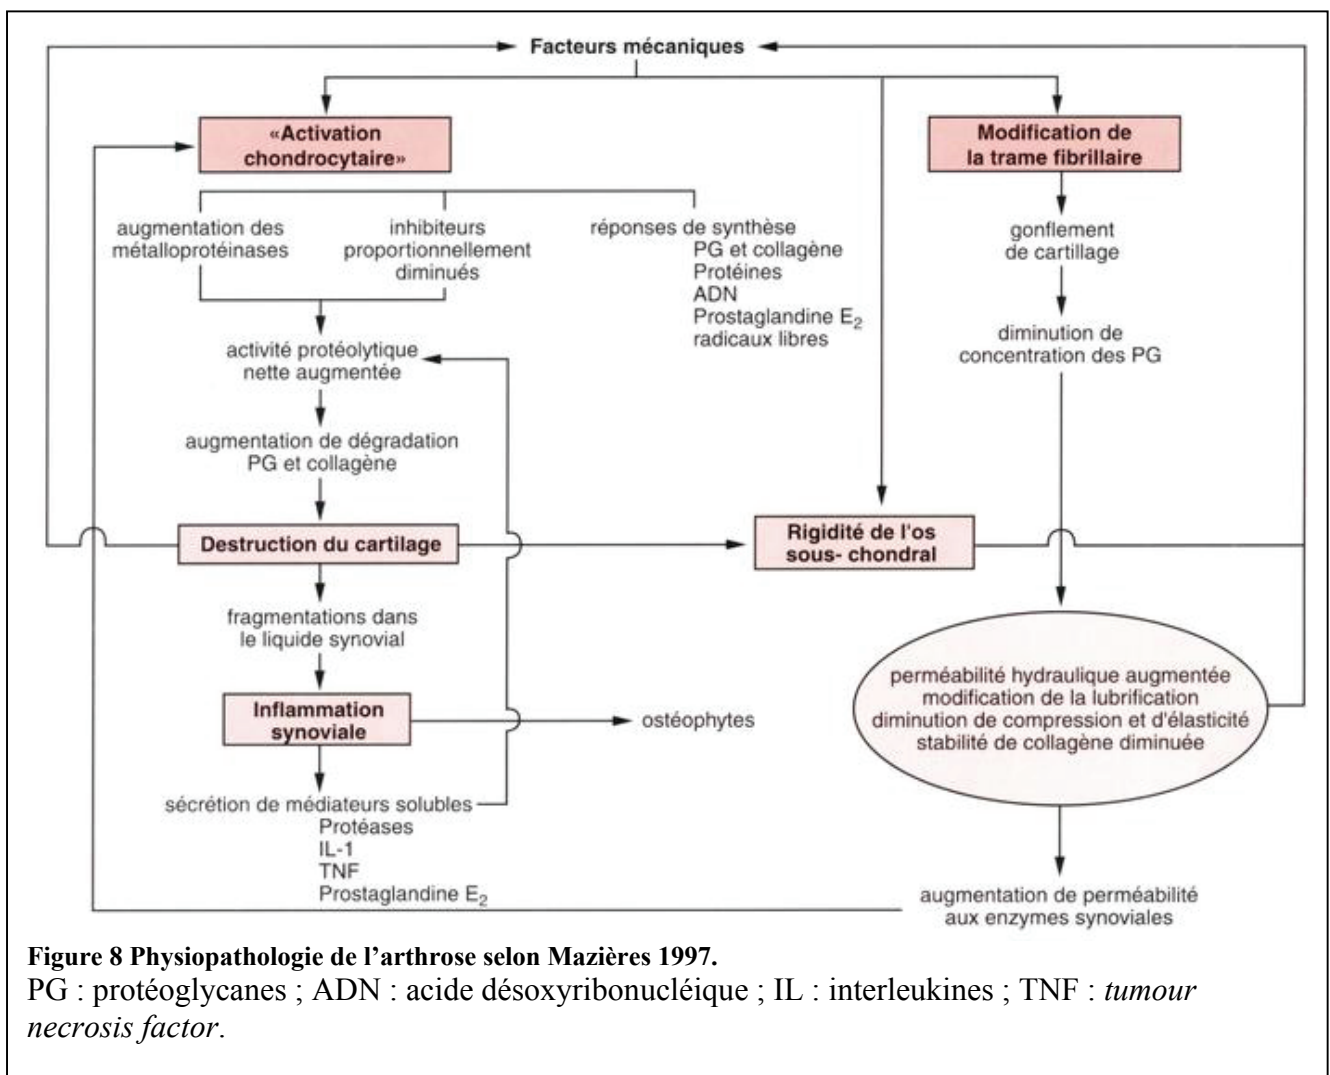 Facteurs mécaniques
«Activation
chondrocytaire»
Modification de
la trame fibrillaire
augmentation des
métalloprotéinases
inhibiteurs
proportionnellement
diminués
réponses de synthèse
PG et collagène
Protéines
ADN
Prostaglandine E2
radicaux libres
gonflement
de cartillage
diminution de
concentration des PG
activité protéolytique
nette augmentée
augmentation de dégradation
PG et collagène
Destruction du cartilage
Rigidité de l'os
sous- chondral
fragmentations dans
le liquide synovial
Inflammation
synoviale
ostéophytes
sécrétion de médiateurs solubles
Protéases
IL-1
TNF
Prostaglandine E2
perméabilité hydraulique augmentée
modification de la lubrification
diminution de compression et d'élasticité
stabilité de collagène diminuée
augmentation de perméabilité
aux enzymes synoviales
Figure 8 Physiopathologie de l’arthrose selon Mazières 1997.
PG : protéoglycanes ; ADN : acide désoxyribonucléique ; IL : interleukines ; TNF : tumour
necrosis factor.